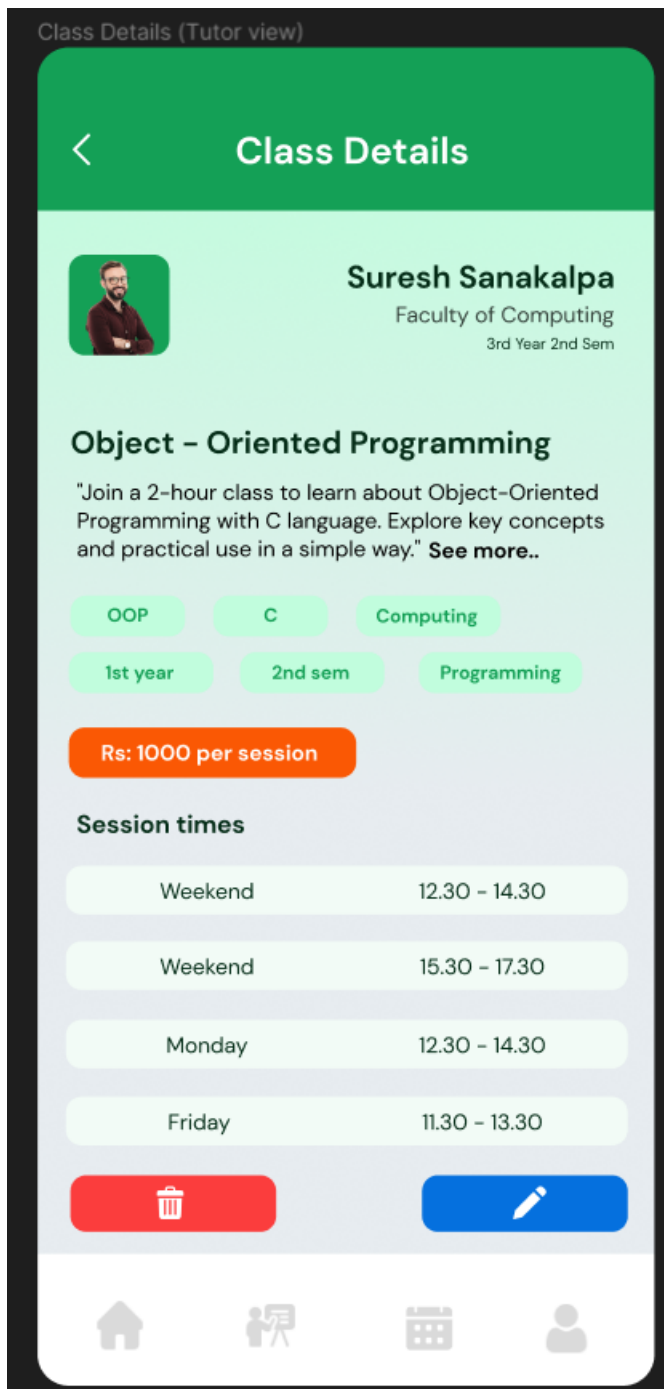 Class Details (Tutor view)
Class Details
Suresh Sanakalpa
Faculty of Computing
3rd Year 2nd Sem
Object - Oriented Programming
"Join a 2-hour class to learn about Object-Oriented
Programming with C language. Explore key concepts
and practical use in a simple way." See more..
OOP C Computing
1st year 2nd sem Programming
Rs: 1000 per session
Session times
Weekend 12.30 - 14.30
Weekend 15.30 - 17.30
Monday 12.30 - 14.30
Friday 11.30 - 13.30